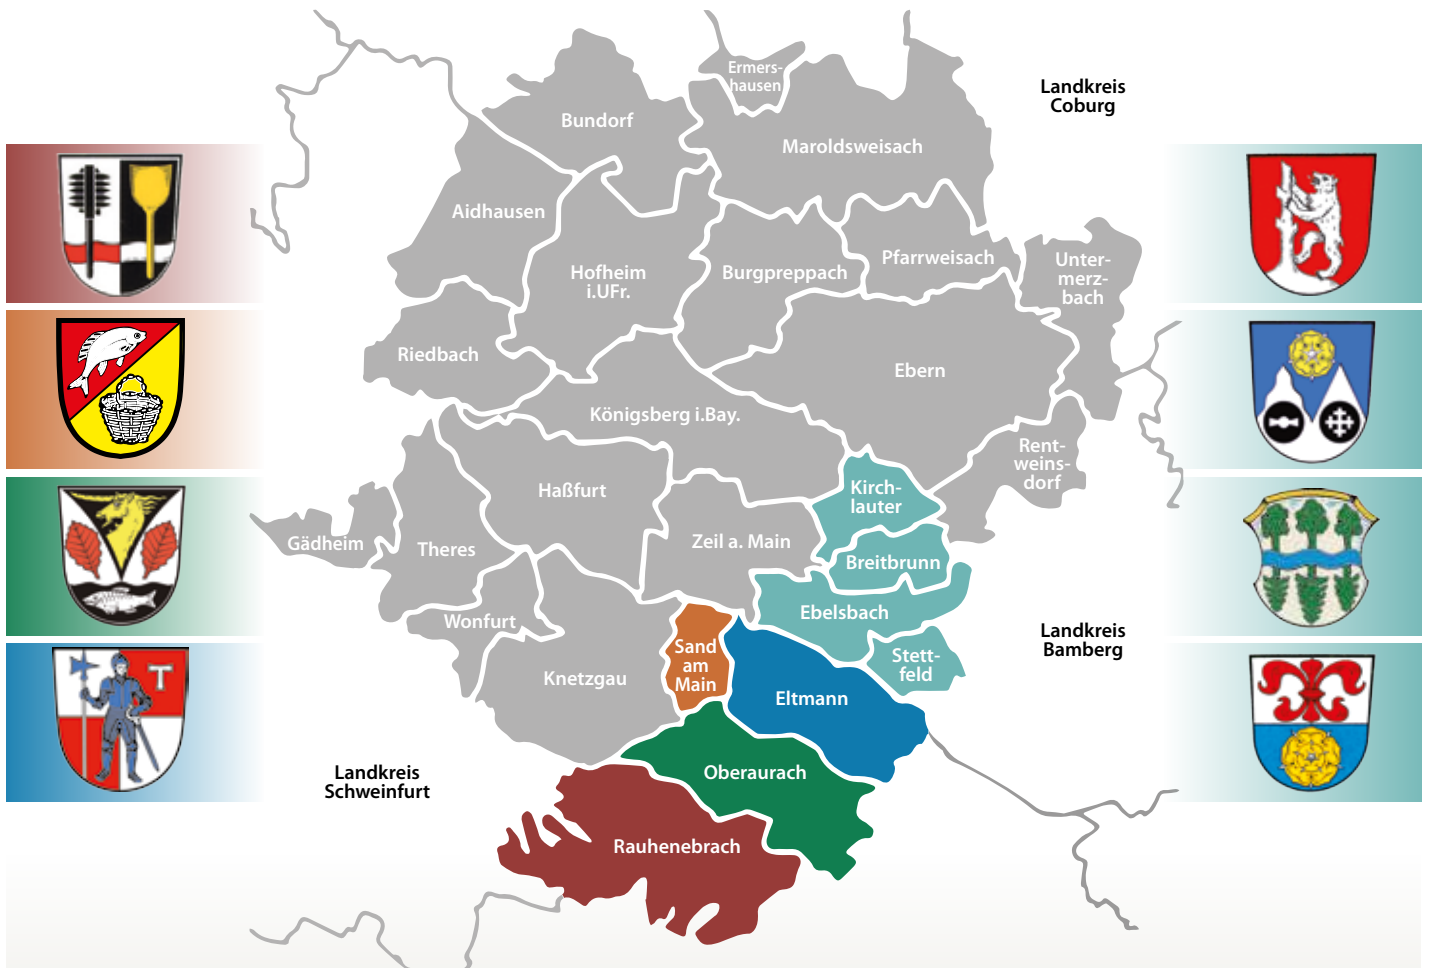 Ermers-
hausen
Landkreis
Coburg
Bundorf
Maroldsweisach
Aidhausen
Hofheim
i.UFr.
Burgpreppach
Pfarrweisach
Unter-
merz-
bach
Riedbach
Ebern
Königsberg i.Bay.
Rent-
weins-
dorf
Haßfurt
Kirch-
lauter
Gädheim
Theres
Zeil a. Main
Breitbrunn
Wonfurt
Ebelsbach
Landkreis
Bamberg
Sand
am
Main
Stett-
feld
Knetzgau
Eltmann
T
Landkreis
Schweinfurt
Oberaurach
Rauhenebrach